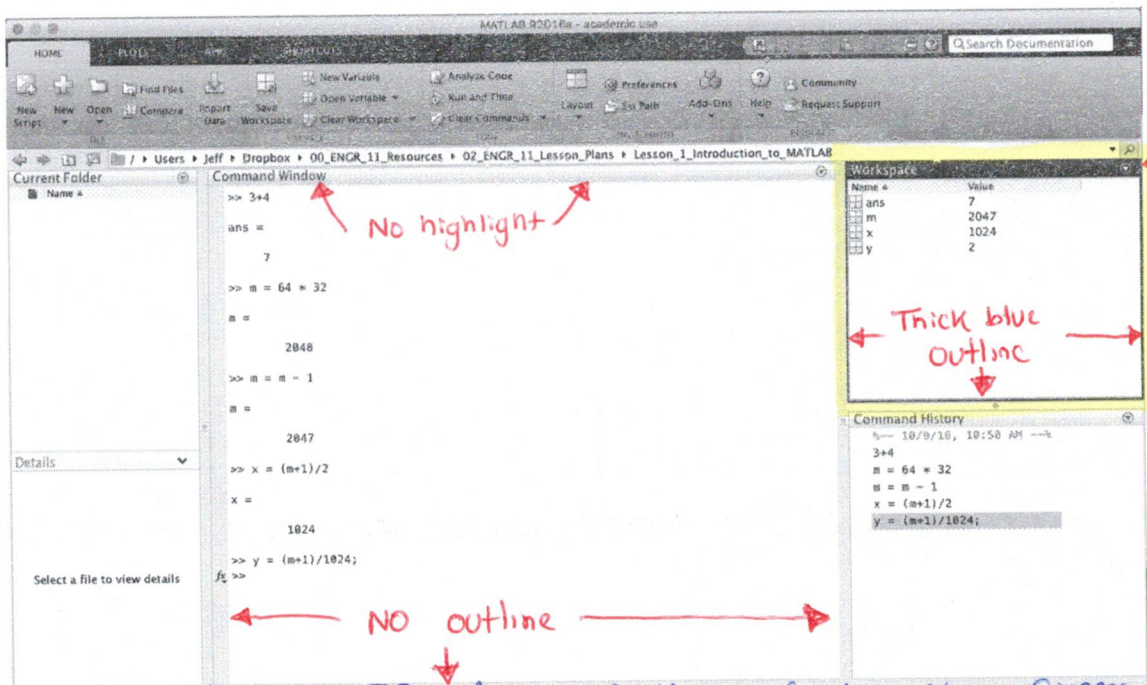 MATLAB R2018a - academic use
HOME PLOTS APPS SHORTCUTS
Search Documentation
New Script
New
Open
Find Files
Compare
Import Data
Save Workspace
New Variable
Open Variable
Clear Workspace
Analyze Code
Run and Time
Clear Commands
Layout
Preferences
Set Path
Add-Ons
Help
Community
Request Support
FILE
/ Users Jeff Dropbox 00_ENGR_11_Resources 02_ENGR_11_Lesson_Plans Lesson_1_Introduction_to_MATLAB
Current Folder
Name
Details
Select a file to view details
Command Window
No highlight
>> 3+4
ans =
7
>> m = 64 * 32
m =
2048
>> m = m - 1
m =
2047
>> x = (m+1)/2
x =
1024
>> y = (m+1)/1024;
fx >>
NO outline
Workspace
Name Value
ans 7
m 2047
x 1024
y 2
Thick blue
outline
Command History
%-- 10/9/18, 10:50 AM --%
3+4
m = 64 * 32
m = m - 1
x = (m+1)/2
y = (m+1)/1024;